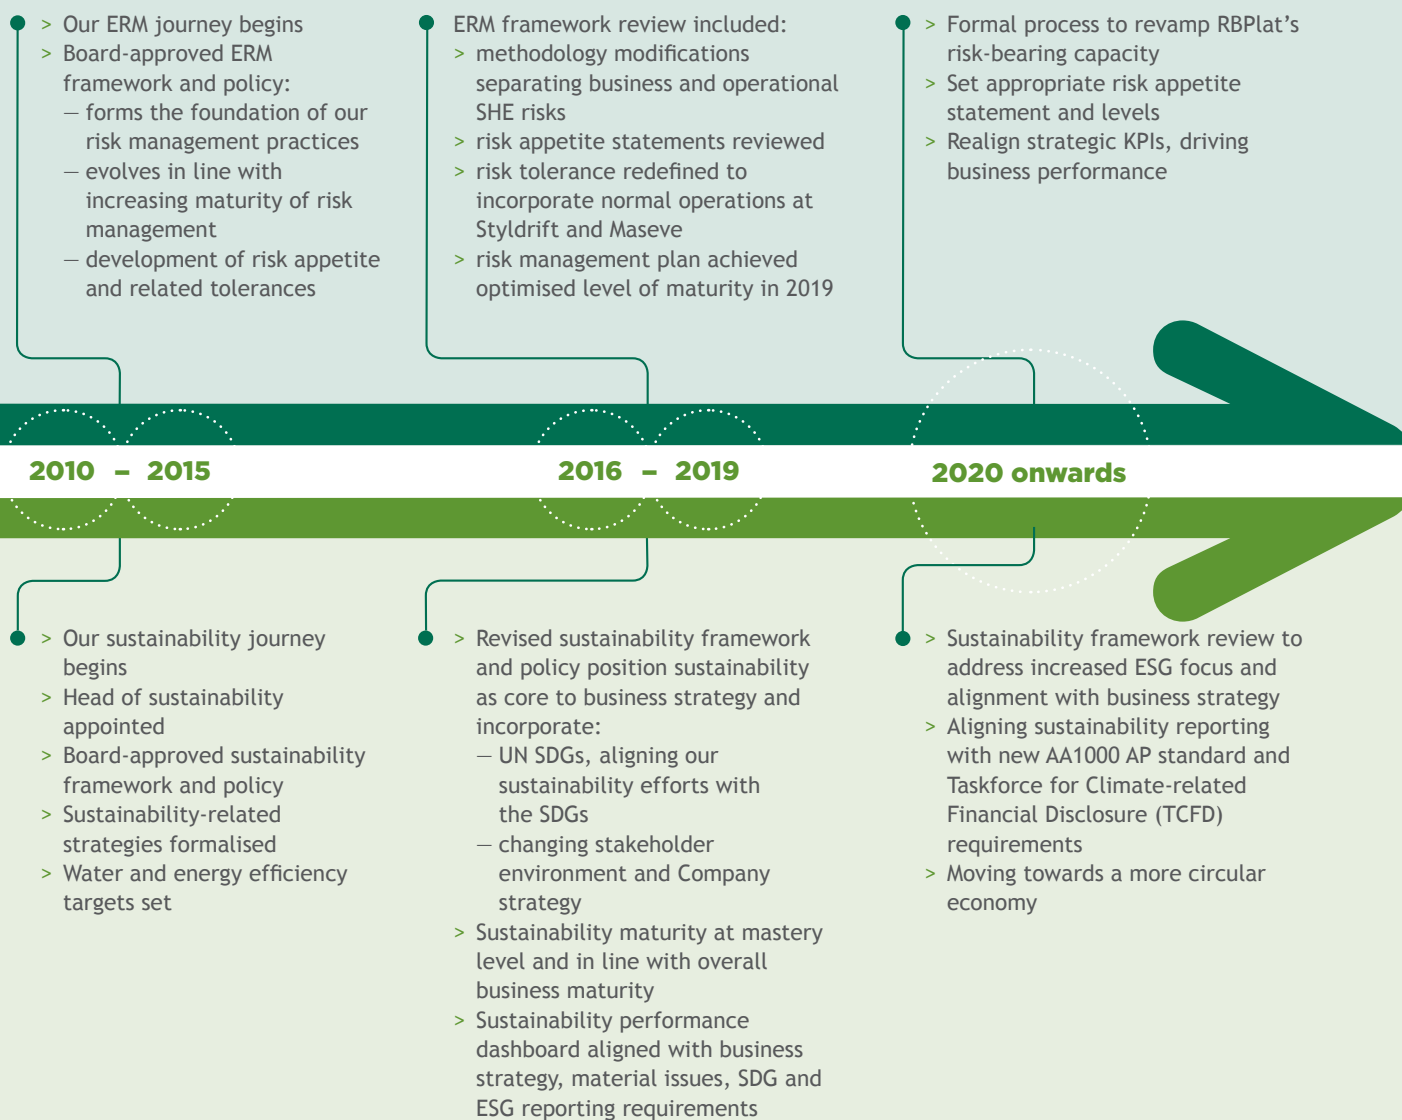 > Our ERM journey begins
> Board-approved ERM
framework and policy:
— forms the foundation of our
risk management practices
— evolves in line with
increasing maturity of risk
management
— development of risk appetite
and related tolerances
ERM framework review included:
> methodology modifications
separating business and operational
SHE risks
> risk appetite statements reviewed
> risk tolerance redefined to
incorporate normal operations at
Styldrift and Maseve
> risk management plan achieved
optimised level of maturity in 2019
> Formal process to revamp RBPlat’s
risk-bearing capacity
> Set appropriate risk appetite
statement and levels
> Realign strategic KPIs, driving
business performance
2010 – 2015
2016 – 2019
2020 onwards
> Our sustainability journey
begins
> Head of sustainability
appointed
> Board-approved sustainability
framework and policy
> Sustainability-related
strategies formalised
> Water and energy efficiency
targets set
> Revised sustainability framework
and policy position sustainability
as core to business strategy and
incorporate:
— UN SDGs, aligning our
sustainability efforts with
the SDGs
— changing stakeholder
environment and Company
strategy
> Sustainability maturity at mastery
level and in line with overall
business maturity
> Sustainability performance
dashboard aligned with business
strategy, material issues, SDG and
ESG reporting requirements
> Sustainability framework review to
address increased ESG focus and
alignment with business strategy
> Aligning sustainability reporting
with new AA1000 AP standard and
Taskforce for Climate-related
Financial Disclosure (TCFD)
requirements
> Moving towards a more circular
economy